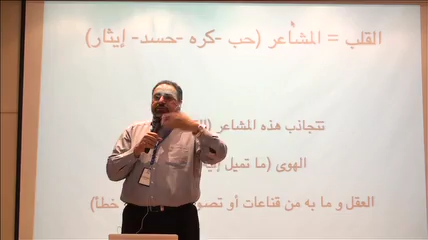 القلب = المشاعر (حب -كره -حسد- إيثار)
تتجاذب هذه المشاعر
الهوى (ما تميل
العقل و ما به من قناعات أو خطأ)